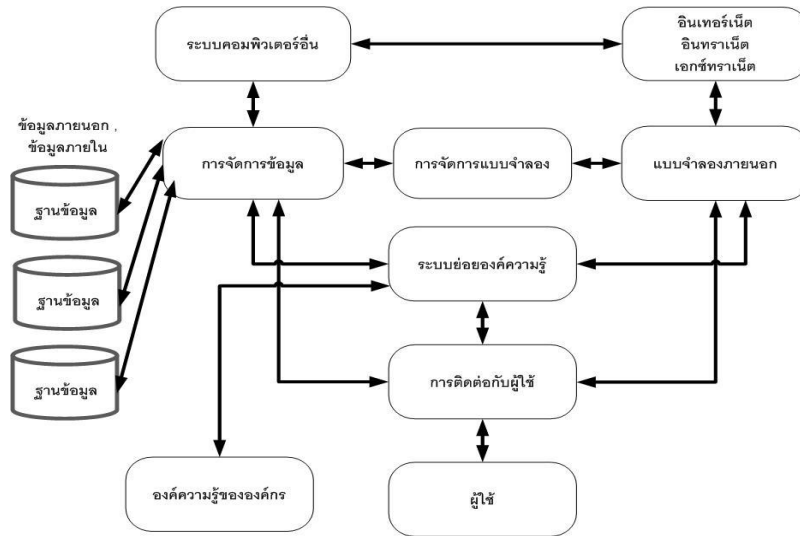 ระบบคอมพิวเตอร์อื่น
อินเทอร์เน็ต
อินทราเน็ต
เอกซ์ทราเน็ต
ข้อมูลภายนอก ,
ข้อมูลภายใน
การจัดการข้อมูล
การจัดการแบบจำลอง
แบบจำลองภายนอก
ฐานข้อมูล
ระบบย่อยองค์ความรู้
ฐานข้อมูล
การติดต่อกับผู้ใช้
ฐานข้อมูล
องค์ความรู้ขององค์กร
ผู้ใช้